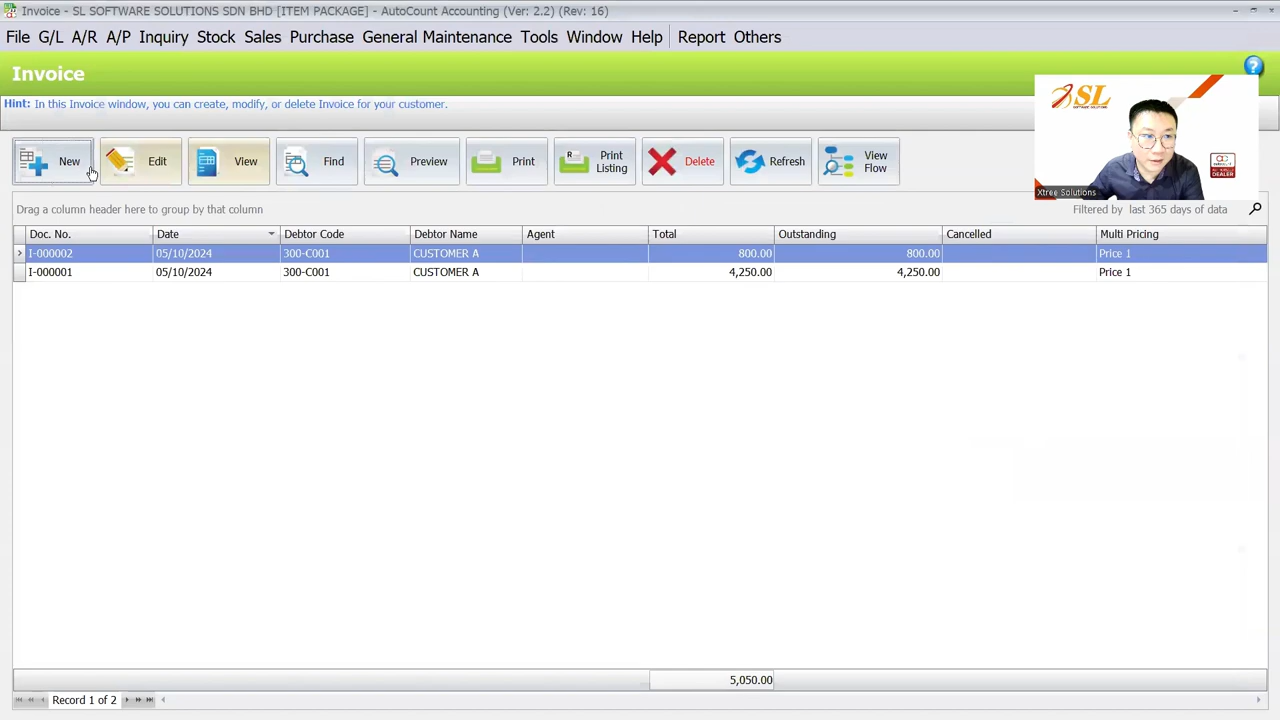 Invoice - SL SOFTWARE SOLUTIONS SDN BHD [ITEM PACKAGE] - AutoCount Accounting (Ver: 2.2) (Rev: 16)
File G/L A/R A/P Inquiry Stock Sales Purchase General Maintenance Tools Window Help Report Others
Invoice
Hint: In this Invoice window, you can create, modify, or delete Invoice for your customer.
SL
SOFTWARE SOLUTIONS
Xtree Solutions
DEALER
New Edit View Find Preview Print Print Listing Delete Refresh View Flow
Drag a column header here to group by that column
Filtered by last 365 days of data
Doc. No. Date Debtor Code Debtor Name Agent Total Outstanding Cancelled Multi Pricing
I-000002 05/10/2024 300-C001 CUSTOMER A 800.00 800.00 Price 1
I-000001 05/10/2024 300-C001 CUSTOMER A 4,250.00 4,250.00 Price 1
5,050.00
Record 1 of 2